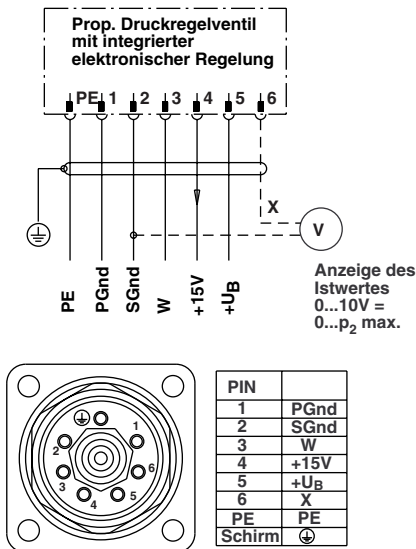 Prop. Druckregelventil
mit integrierter
elektronischer Regelung
PE 1 2 3 4 5 6
X
V
PE
PGnd
SGnd
W
+15V
+UB
Anzeige des
Istwertes
0...10V =
0...p2 max.
1
2
6
3
4
5
PIN
1 PGnd
2 SGnd
3 W
4 +15V
5 +UB
6 X
PE PE
Schirm